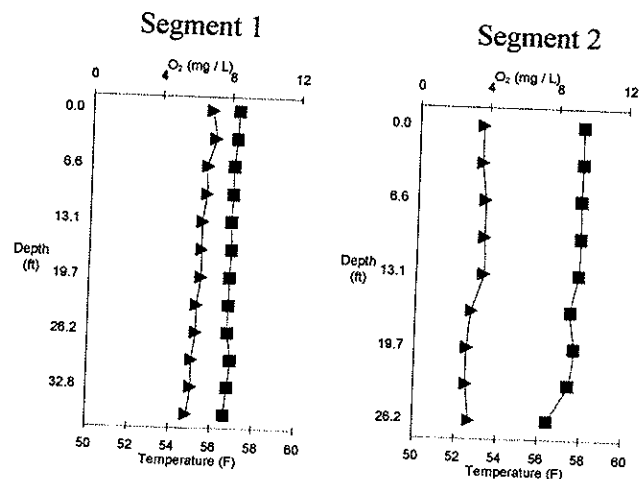 Segment 1
O₂ (mg / L)
0 4 8 12
0.0
6.6
13.1
Depth
(ft)
19.7
26.2
32.8
50 52 54 56 58 60
Temperature (F)
Segment 2
O₂ (mg / L)
0 4 8 12
0.0
6.6
Depth
(ft)
13.1
19.7
26.2
50 52 54 56 58 60
Temperature (F)